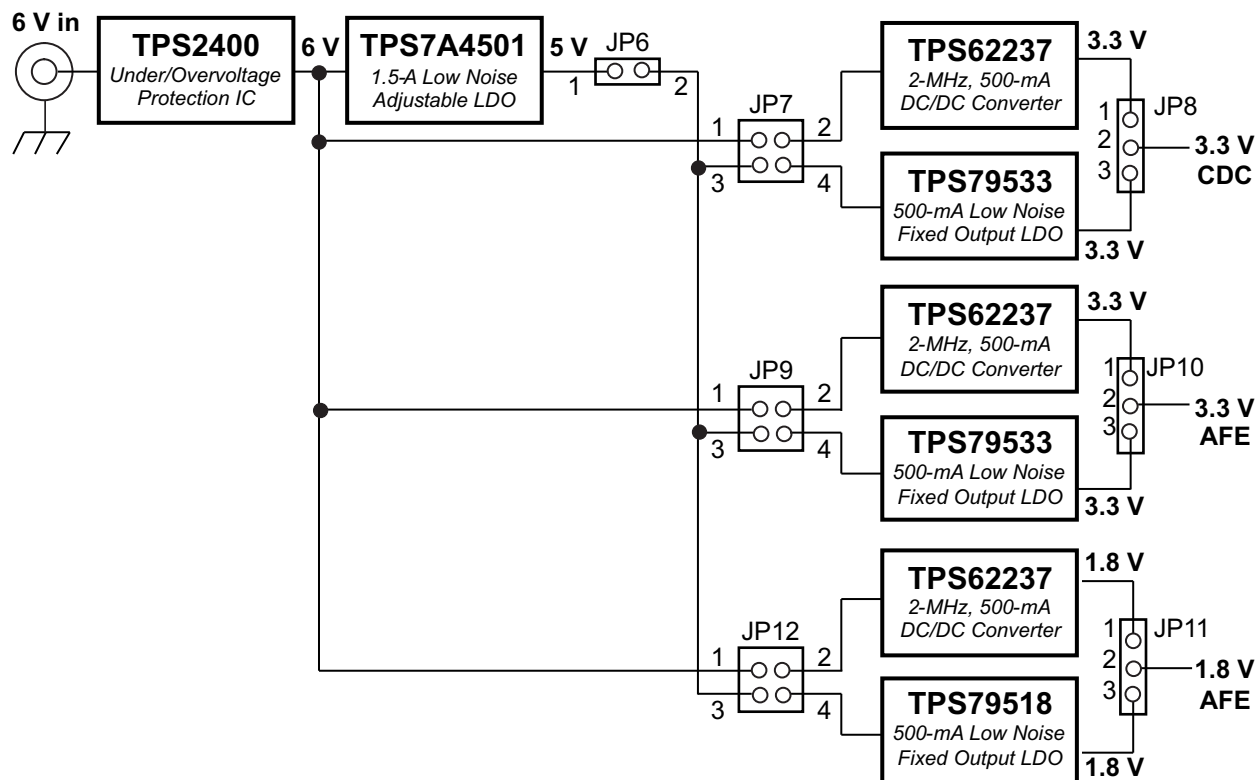 6 V in
TPS2400
Under/Overvoltage
Protection IC
6 V
TPS7A4501
1.5-A Low Noise
Adjustable LDO
5 V
JP6
1
2
JP7
1
2
3
4
TPS62237
2-MHz, 500-mA
DC/DC Converter
3.3 V
TPS79533
500-mA Low Noise
Fixed Output LDO
3.3 V
JP8
1
2
3
3.3 V
CDC
JP9
1
2
3
4
TPS62237
2-MHz, 500-mA
DC/DC Converter
3.3 V
TPS79533
500-mA Low Noise
Fixed Output LDO
3.3 V
JP10
1
2
3
3.3 V
AFE
JP12
1
2
3
4
TPS62237
2-MHz, 500-mA
DC/DC Converter
1.8 V
TPS79518
500-mA Low Noise
Fixed Output LDO
1.8 V
JP11
1
2
3
1.8 V
AFE